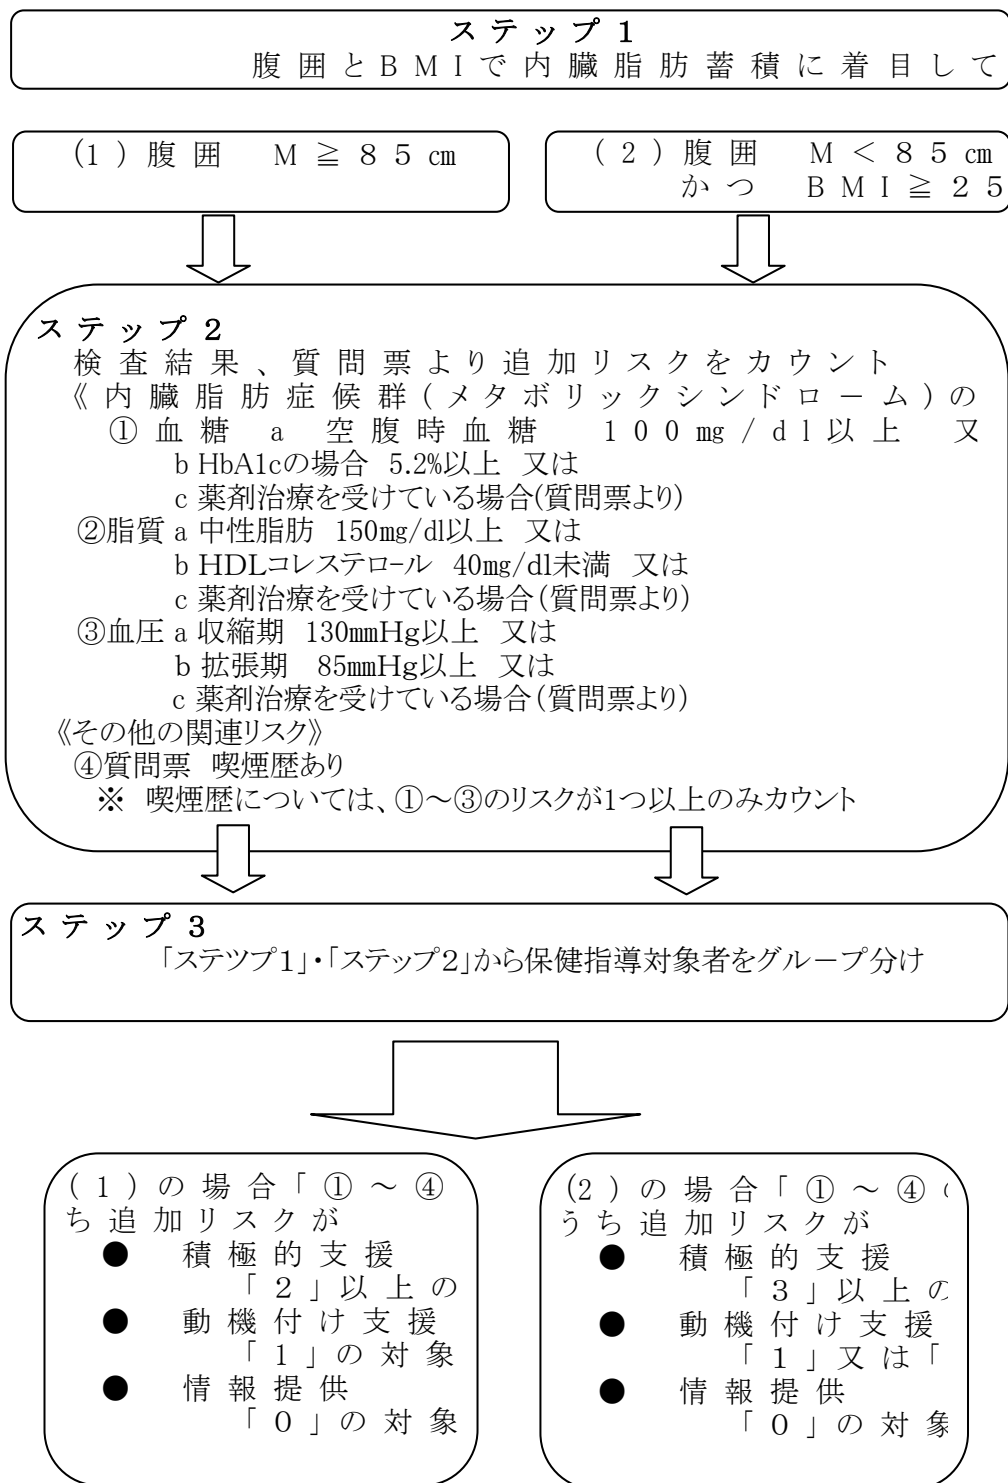 ステップ1
腹囲とBMIで内臓脂肪蓄積に着目して
(1)腹囲 M≧85cm
(2)腹囲 M<85cm
かつ BMI≧25
ステップ2
検査結果、質問票より追加リスクをカウント
《内臓脂肪症候群(メタボリックシンドローム)の
①血糖 a 空腹時血糖 100mg/dl以上 又
b HbA1cの場合 5.2%以上 又は
c 薬剤治療を受けている場合(質問票より)
②脂質 a 中性脂肪 150mg/dl以上 又は
b HDLコレステロール 40mg/dl未満 又は
c 薬剤治療を受けている場合(質問票より)
③血圧 a 収縮期 130mmHg以上 又は
b 拡張期 85mmHg以上 又は
c 薬剤治療を受けている場合(質問票より)
《その他の関連リスク》
④質問票 喫煙歴あり
※ 喫煙歴については、①~③のリスクが1つ以上のみカウント
ステップ3
「ステツプ1」・「ステップ2」から保健指導対象者をグループ分け
(1)の場合「①~④
ち追加リスクが
● 積極的支援
「2」以上の
● 動機付け支援
「1」の対象
● 情報提供
「0」の対象
(2)の場合「①~④
うち追加リスクが
● 積極的支援
「3」以上の
● 動機付け支援
「1」又は「
● 情報提供
「0」の対象